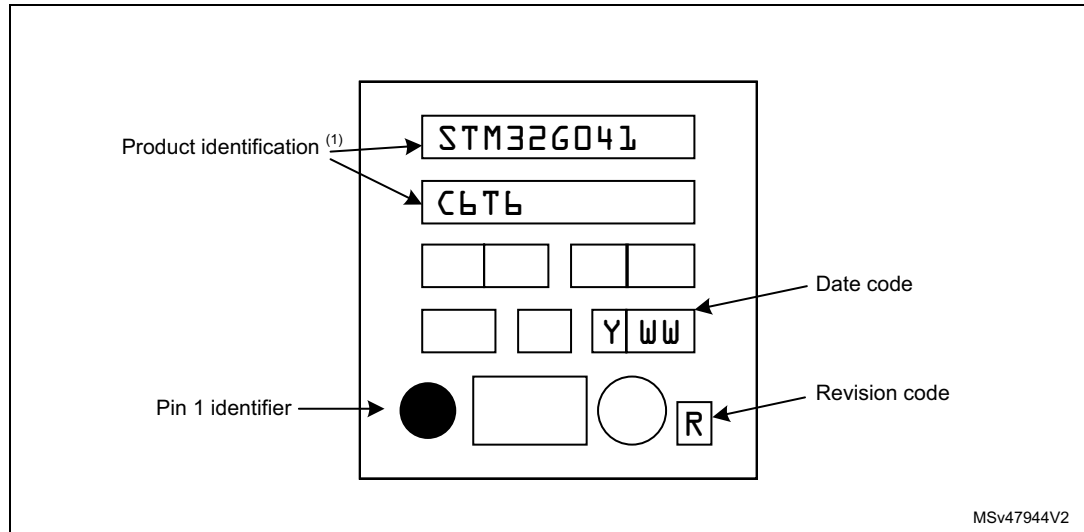 STM32G041
Product identification (1)
C6T6
Date code
Y WW
Pin 1 identifier
Revision code
R
MSv47944V2